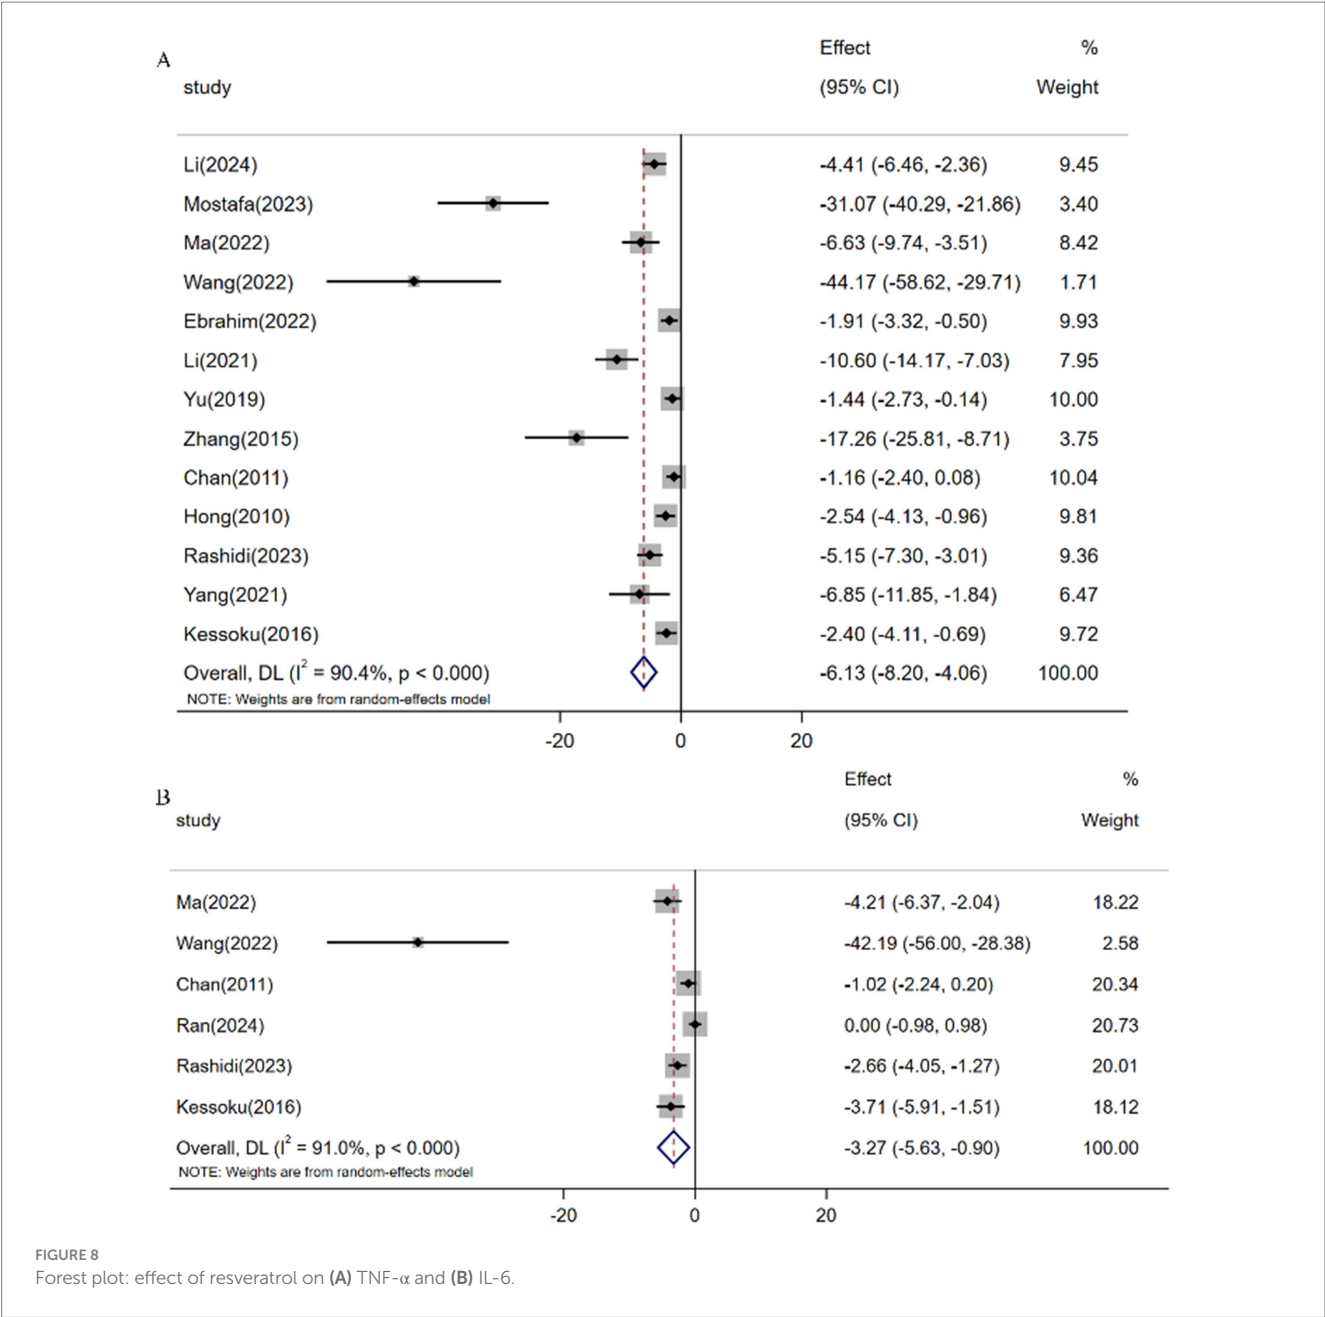 A
Effect %
study (95% CI) Weight
Li(2024) -4.41 (-6.46, -2.36) 9.45
Mostafa(2023) -31.07 (-40.29, -21.86) 3.40
Ma(2022) -6.63 (-9.74, -3.51) 8.42
Wang(2022) -44.17 (-58.62, -29.71) 1.71
Ebrahim(2022) -1.91 (-3.32, -0.50) 9.93
Li(2021) -10.60 (-14.17, -7.03) 7.95
Yu(2019) -1.44 (-2.73, -0.14) 10.00
Zhang(2015) -17.26 (-25.81, -8.71) 3.75
Chan(2011) -1.16 (-2.40, 0.08) 10.04
Hong(2010) -2.54 (-4.13, -0.96) 9.81
Rashidi(2023) -5.15 (-7.30, -3.01) 9.36
Yang(2021) -6.85 (-11.85, -1.84) 6.47
Kessoku(2016) -2.40 (-4.11, -0.69) 9.72
Overall, DL (I² = 90.4%, p < 0.000) -6.13 (-8.20, -4.06) 100.00
NOTE: Weights are from random-effects model
-20 0 20
B
Effect %
study (95% CI) Weight
Ma(2022) -4.21 (-6.37, -2.04) 18.22
Wang(2022) -42.19 (-56.00, -28.38) 2.58
Chan(2011) -1.02 (-2.24, 0.20) 20.34
Ran(2024) 0.00 (-0.98, 0.98) 20.73
Rashidi(2023) -2.66 (-4.05, -1.27) 20.01
Kessoku(2016) -3.71 (-5.91, -1.51) 18.12
Overall, DL (I² = 91.0%, p < 0.000) -3.27 (-5.63, -0.90) 100.00
NOTE: Weights are from random-effects model
-20 0 20
FIGURE 8
Forest plot: effect of resveratrol on (A) TNF-α and (B) IL-6.